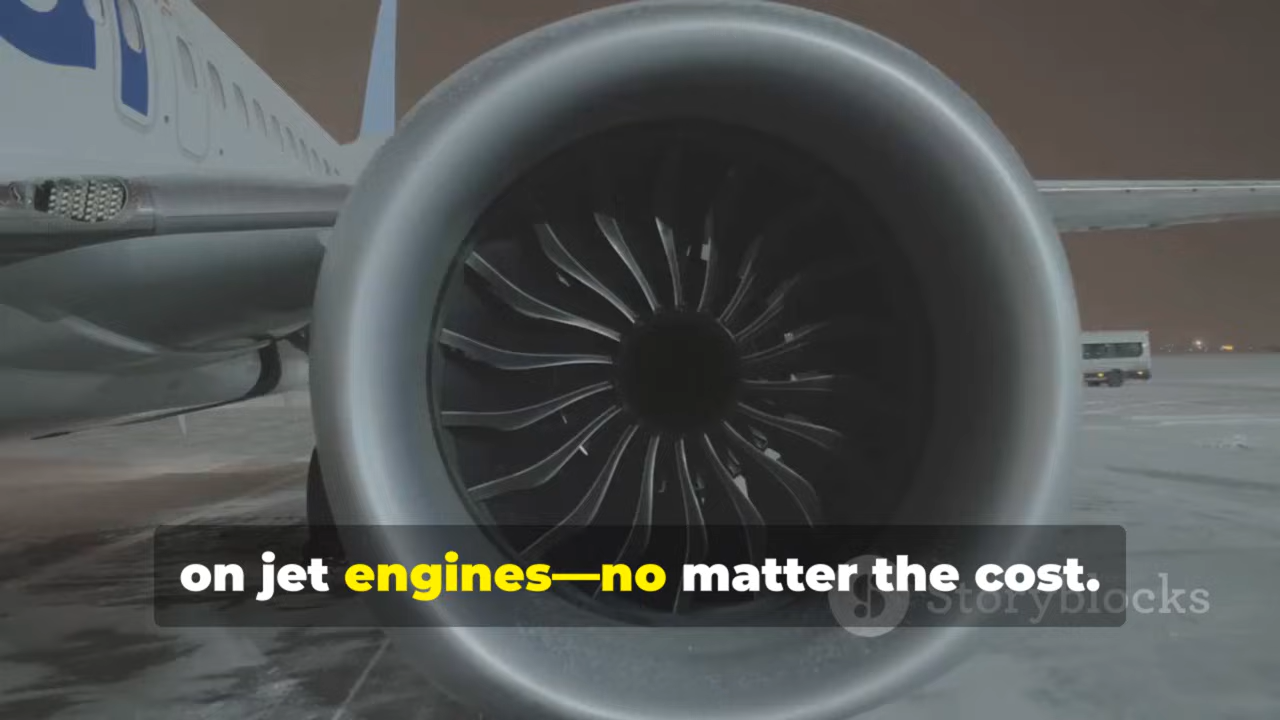 on jet engines—no matter the cost.
Storyblocks